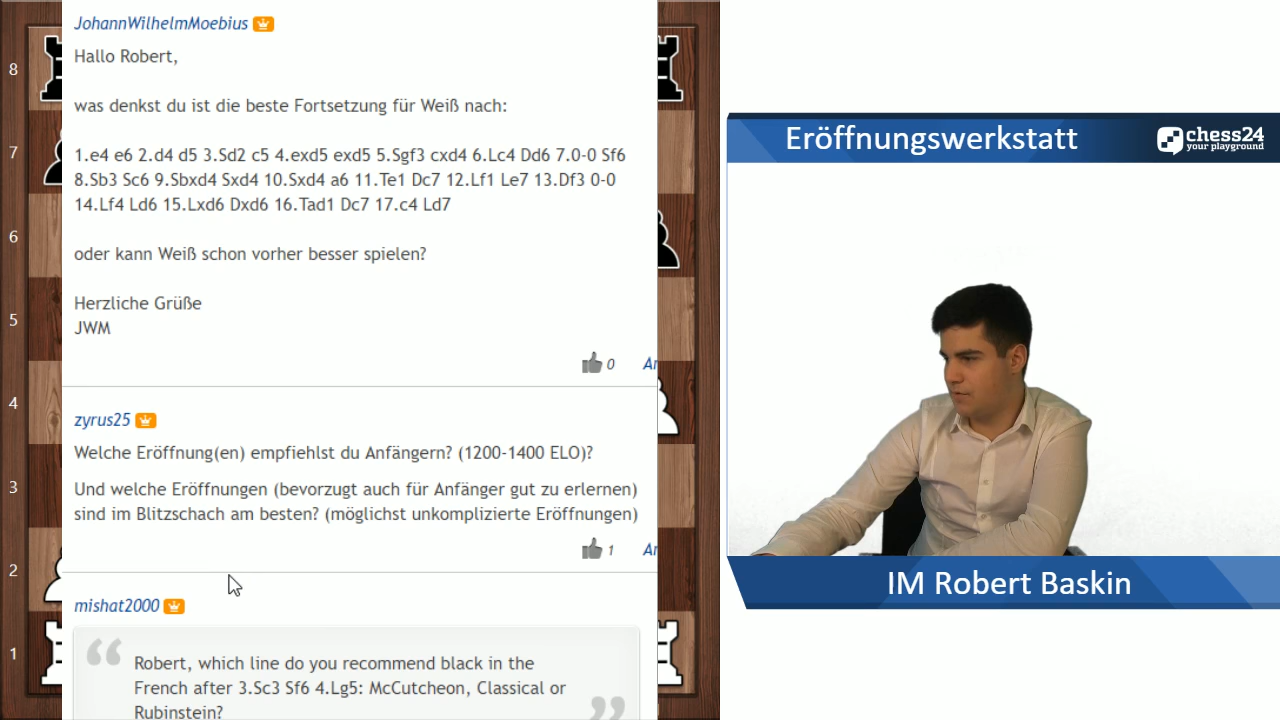 JohannWilhelmMoebius
Hallo Robert,
was denkst du ist die beste Fortsetzung für Weiß nach:
1.e4 e6 2.d4 d5 3.Sd2 c5 4.exd5 exd5 5.Sgf3 cxd4 6.Lc4 Dd6 7.0-0 Sf6
8.Sb3 Sc6 9.Sbxd4 Sxd4 10.Sxd4 a6 11.Te1 Dc7 12.Lf1 Le7 13.Df3 0-0
14.Lf4 Ld6 15.Lxd6 Dxd6 16.Tad1 Dc7 17.c4 Ld7
oder kann Weiß schon vorher besser spielen?
Herzliche Grüße
JWM
0 An
zyrus25
Welche Eröffnung(en) empfiehlst du Anfängern? (1200-1400 ELO)?
Und welche Eröffnungen (bevorzugt auch für Anfänger gut zu erlernen)
sind im Blitzschach am besten? (möglichst unkomplizierte Eröffnungen)
1 An
mishat2000
“
Robert, which line do you recommend black in the
French after 3.Sc3 Sf6 4.Lg5: McCutcheon, Classical or
Rubinstein?
”
8
7
6
5
4
3
2
1
Eröffnungswerkstatt
chess24
your playground
IM Robert Baskin